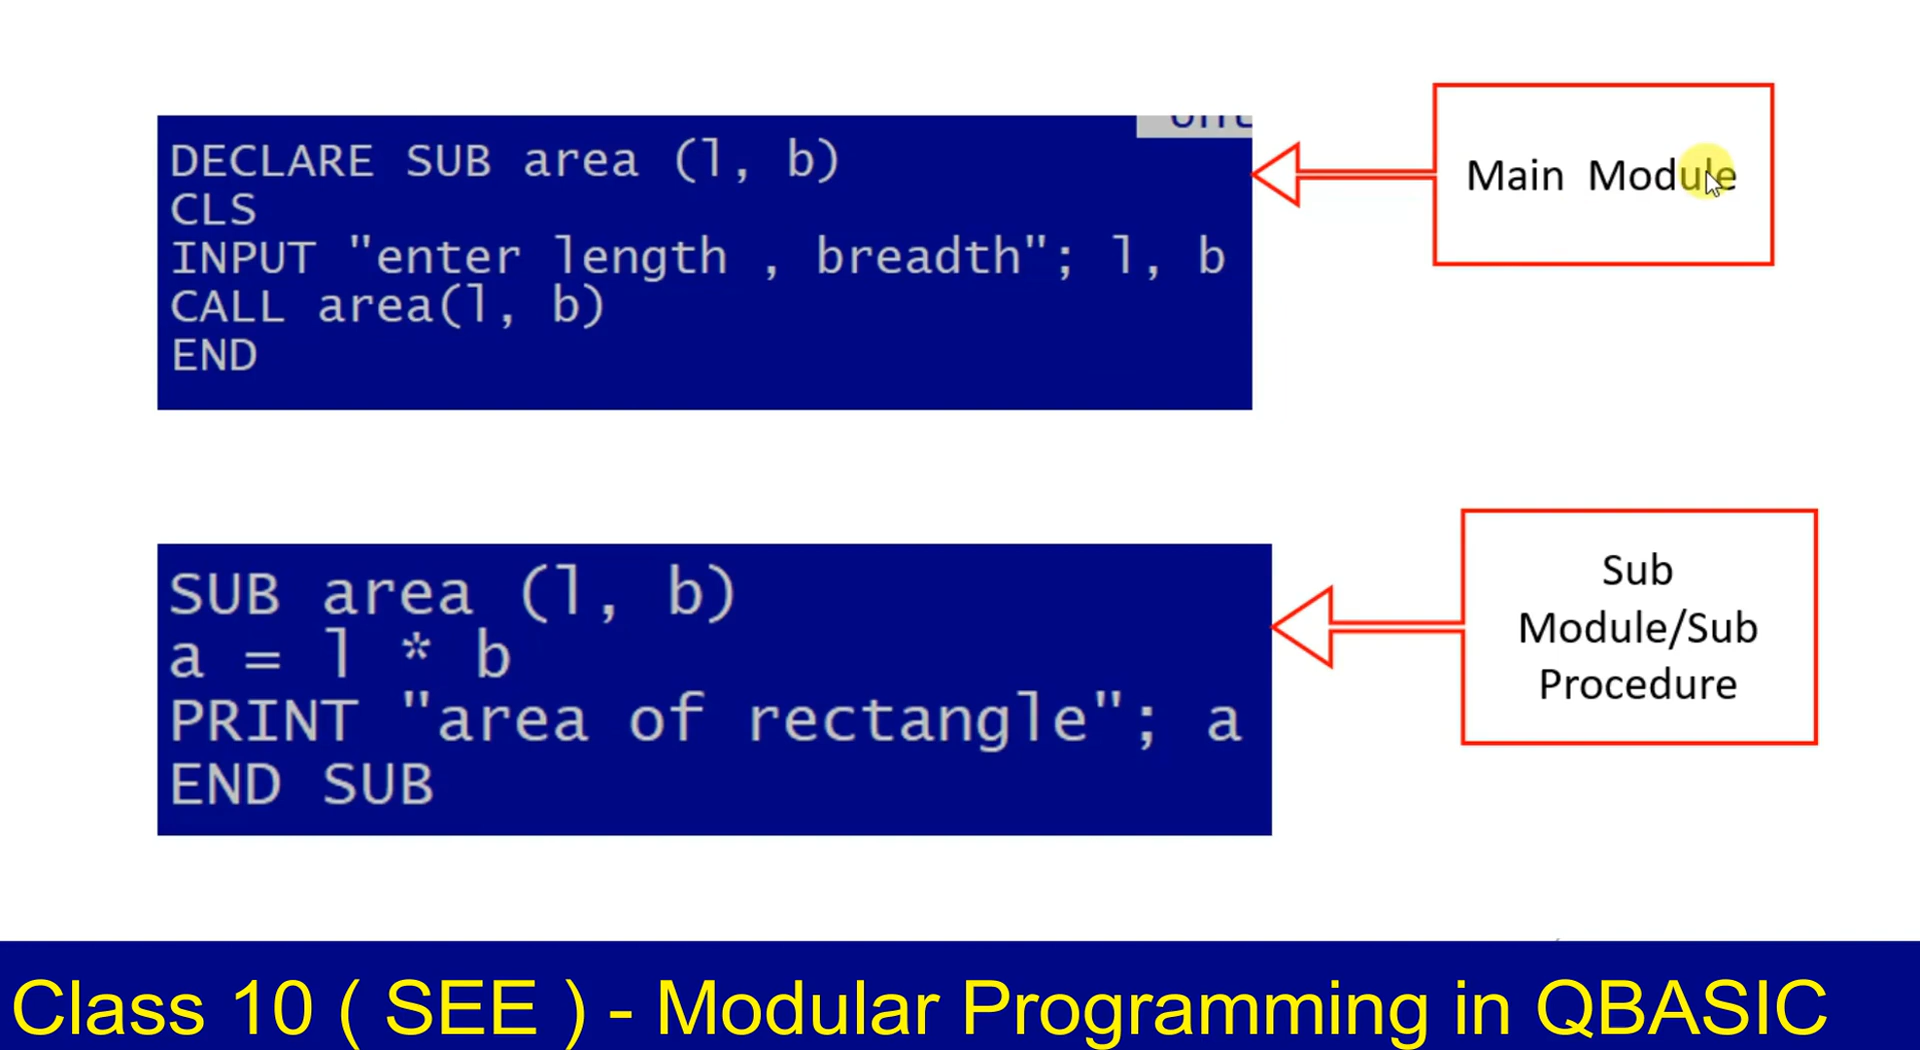 DECLARE SUB area (l, b)
CLS
INPUT "enter length , breadth"; l, b
CALL area(l, b)
END
Main Module
SUB area (l, b)
a = l * b
PRINT "area of rectangle"; a
END SUB
Sub
Module/Sub
Procedure
Class 10 ( SEE ) - Modular Programming in QBASIC